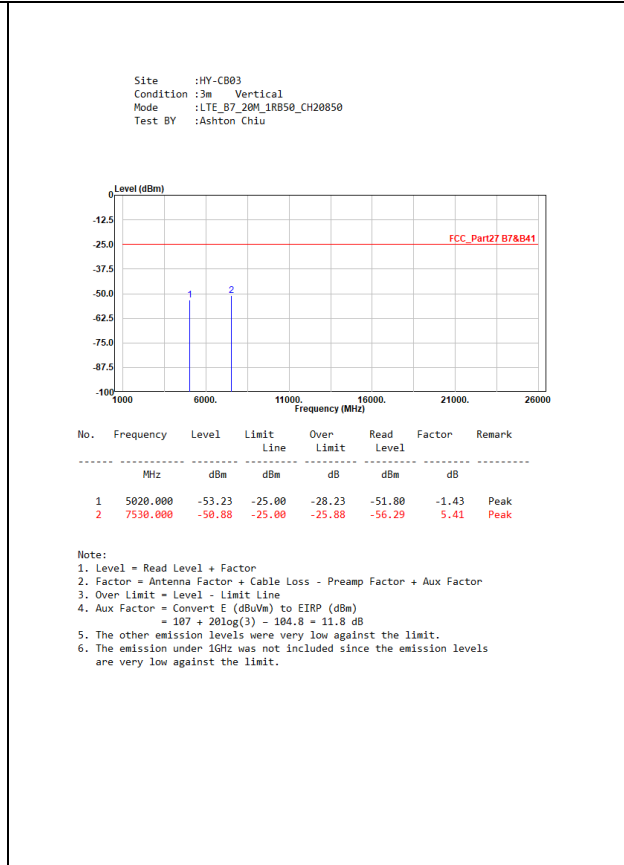 Site :HY-CB03
Condition :3m Vertical
Mode :LTE_B7_20M_1RB50_CH20850
Test BY :Ashton Chiu
Level (dBm)
0
-12.5
FCC_Part27 B7&B41
-25.0
-37.5
-50.0
1
2
-62.5
-75.0
-87.5
-100
1000 6000. 11000. 16000. 21000. 26000
Frequency (MHz)
No. Frequency Level Limit Over Read Factor Remark
Line Limit Level
------ ----------- -------- --------- -------- -------- -------- ---------
MHz dBm dBm dB dBm dB
1 5020.000 -53.23 -25.00 -28.23 -51.80 -1.43 Peak
2 7530.000 -50.88 -25.00 -25.88 -56.29 5.41 Peak
Note:
1. Level = Read Level + Factor
2. Factor = Antenna Factor + Cable Loss - Preamp Factor + Aux Factor
3. Over Limit = Level - Limit Line
4. Aux Factor = Convert E (dBuVm) to EIRP (dBm)
= 107 + 20log(3) – 104.8 = 11.8 dB
5. The other emission levels were very low against the limit.
6. The emission under 1GHz was not included since the emission levels
are very low against the limit.